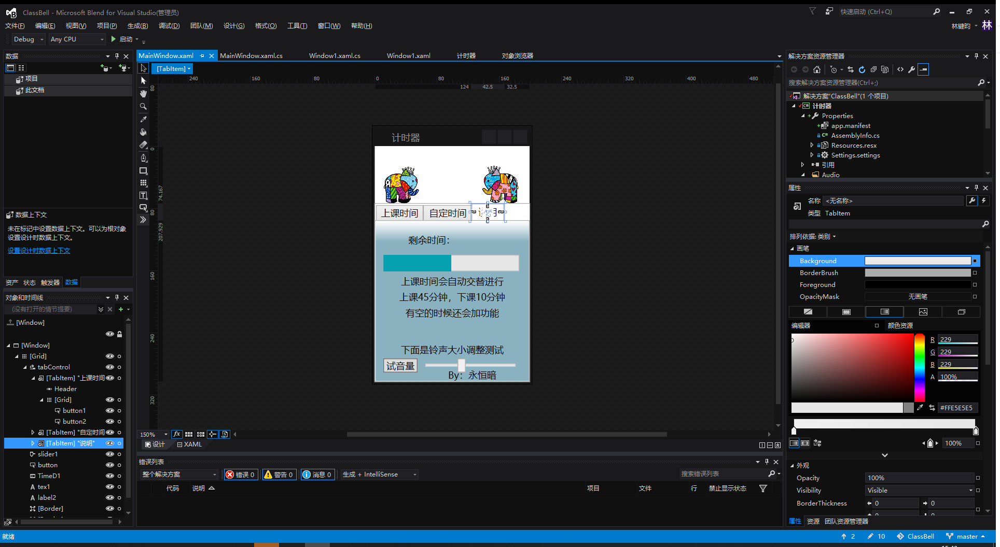 ClassBell - Microsoft Blend for Visual Studio(管理员)
快速启动 (Ctrl+Q)
文件(F) 编辑(E) 视图(V) 项目(P) 生成(B) 调试(D) 团队(M) 设计(G) 格式(O) 工具(T) 窗口(W) 帮助(H)
林键昀 林
Debug Any CPU 启动
数据
项目
此文档
数据上下文
未在标记中设置数据上下文。可以为根对象
设置设计时数据上下文。
设置设计时数据上下文
资产 状态 触发器 数据
对象和时间线
(没有打开的情节提要)
[Window]
[Window]
[Grid]
tabControl
[TabItem] "上课时间
Header
[Grid]
button1
button2
[TabItem] "自定时间
[TabItem] "说明"
slider1
button
TimeD1
tex1
label2
[Border]
MainWindow.xaml MainWindow.xaml.cs Window1.xaml.cs Window1.xaml 计时器 对象浏览器
[TabItem]
240 160 80 0 80 160 240 320 400 480
124 42.5 32.5
80
0
74.167
80
207.929
160
240
320
计时器
上课时间 自定时间
剩余时间：
上课时间会自动交替进行
上课45分钟，下课10分钟
有空的时候还会加功能
下面是铃声大小调整测试
试音量
By：永恒暗
150% fx
设计 XAML
错误列表
整个解决方案 错误 0 警告 0 消息 0 生成 + IntelliSense 搜索错误列表
代码 说明 项目 文件 行 禁止显示状态
解决方案资源管理器
搜索解决方案资源管理器(Ctrl+;)
解决方案"ClassBell"(1 个项目)
计时器
Properties
app.manifest
AssemblyInfo.cs
Resources.resx
Settings.settings
引用
Audio
属性
名称 <无名称>
类型 TabItem
排列依据: 类别
画笔
Background
BorderBrush
Foreground
OpacityMask 无画笔
编辑器 颜色资源
R 229
G 229
B 229
A 100%
#FFE5E5E5
100%
外观
Opacity 100%
Visibility Visible
BorderThickness 0 0
0 0
属性 资源 团队资源管理器
就绪
2 10 ClassBell master